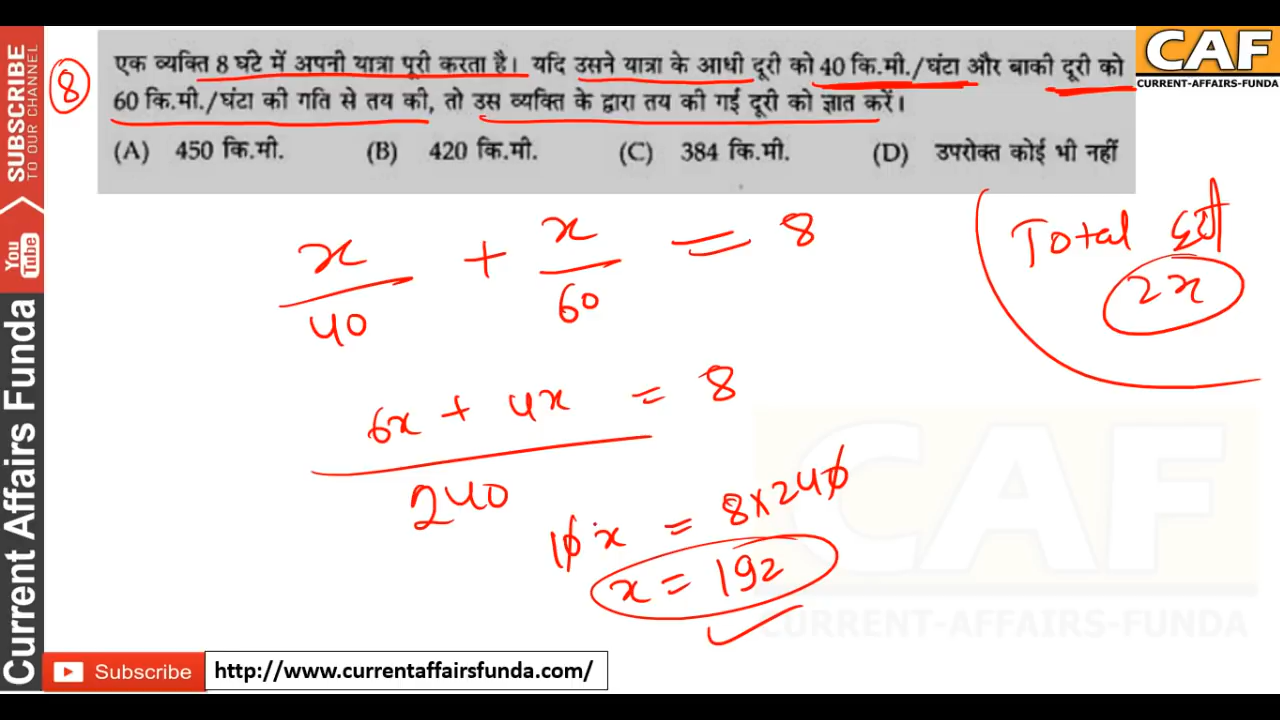 SUBSCRIBE
TO OUR CHANNEL
You
Tube
Current Affairs Funda
8
एक व्यक्ति 8 घंटे में अपनी यात्रा पूरी करता है। यदि उसने यात्रा के आधी दूरी को 40 कि.मी./घंटा और बाकी दूरी को
60 कि.मी./घंटा की गति से तय की, तो उस व्यक्ति के द्वारा तय की गई दूरी को ज्ञात करें।
(A) 450 कि.मी. (B) 420 कि.मी. (C) 384 कि.मी. (D) उपरोक्त कोई भी नहीं
CAF
CURRENT-AFFAIRS-FUNDA
x/40 + x/60 = 8
Total दूरी
2x
6x + 4x / 240 = 8
10x = 8×240
x = 192
CAF
CURRENT-AFFAIRS-FUNDA
Subscribe
http://www.currentaffairsfunda.com/